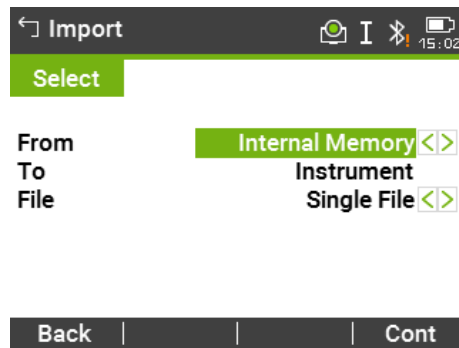 Import I 15:02
Select
From Internal Memory
To Instrument
File Single File
Back Cont